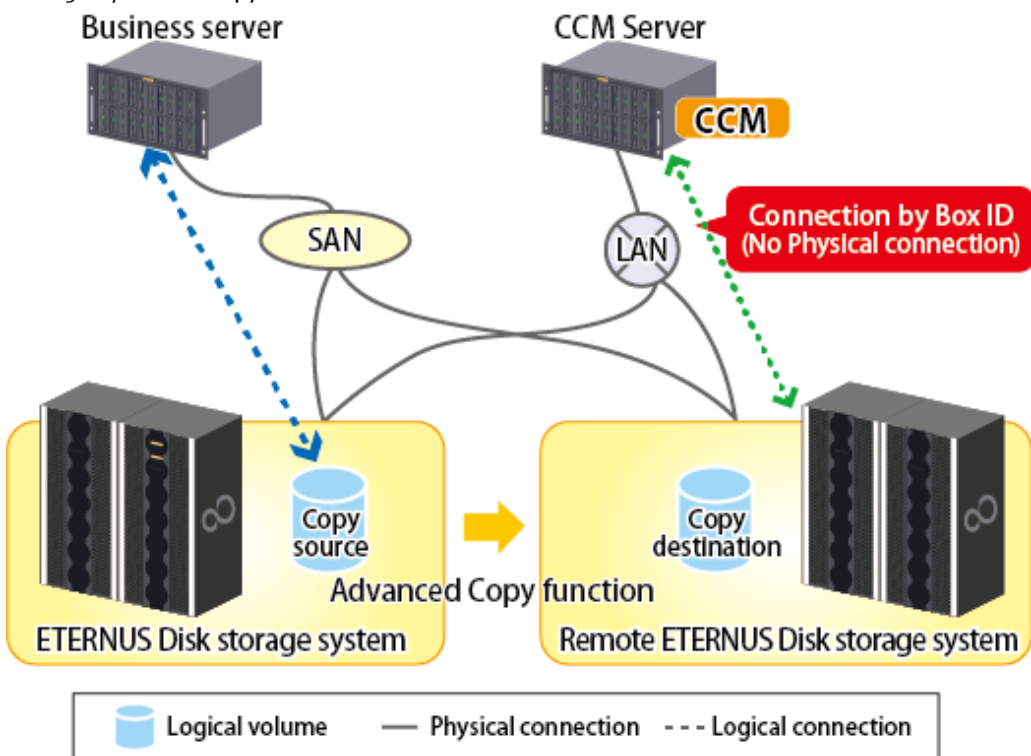 Business server
CCM Server
CCM
Connection by Box ID
(No Physical connection)
SAN
LAN
Copy
source
Copy
destination
Advanced Copy function
ETERNUS Disk storage system
Remote ETERNUS Disk storage system
Logical volume
Physical connection
Logical connection